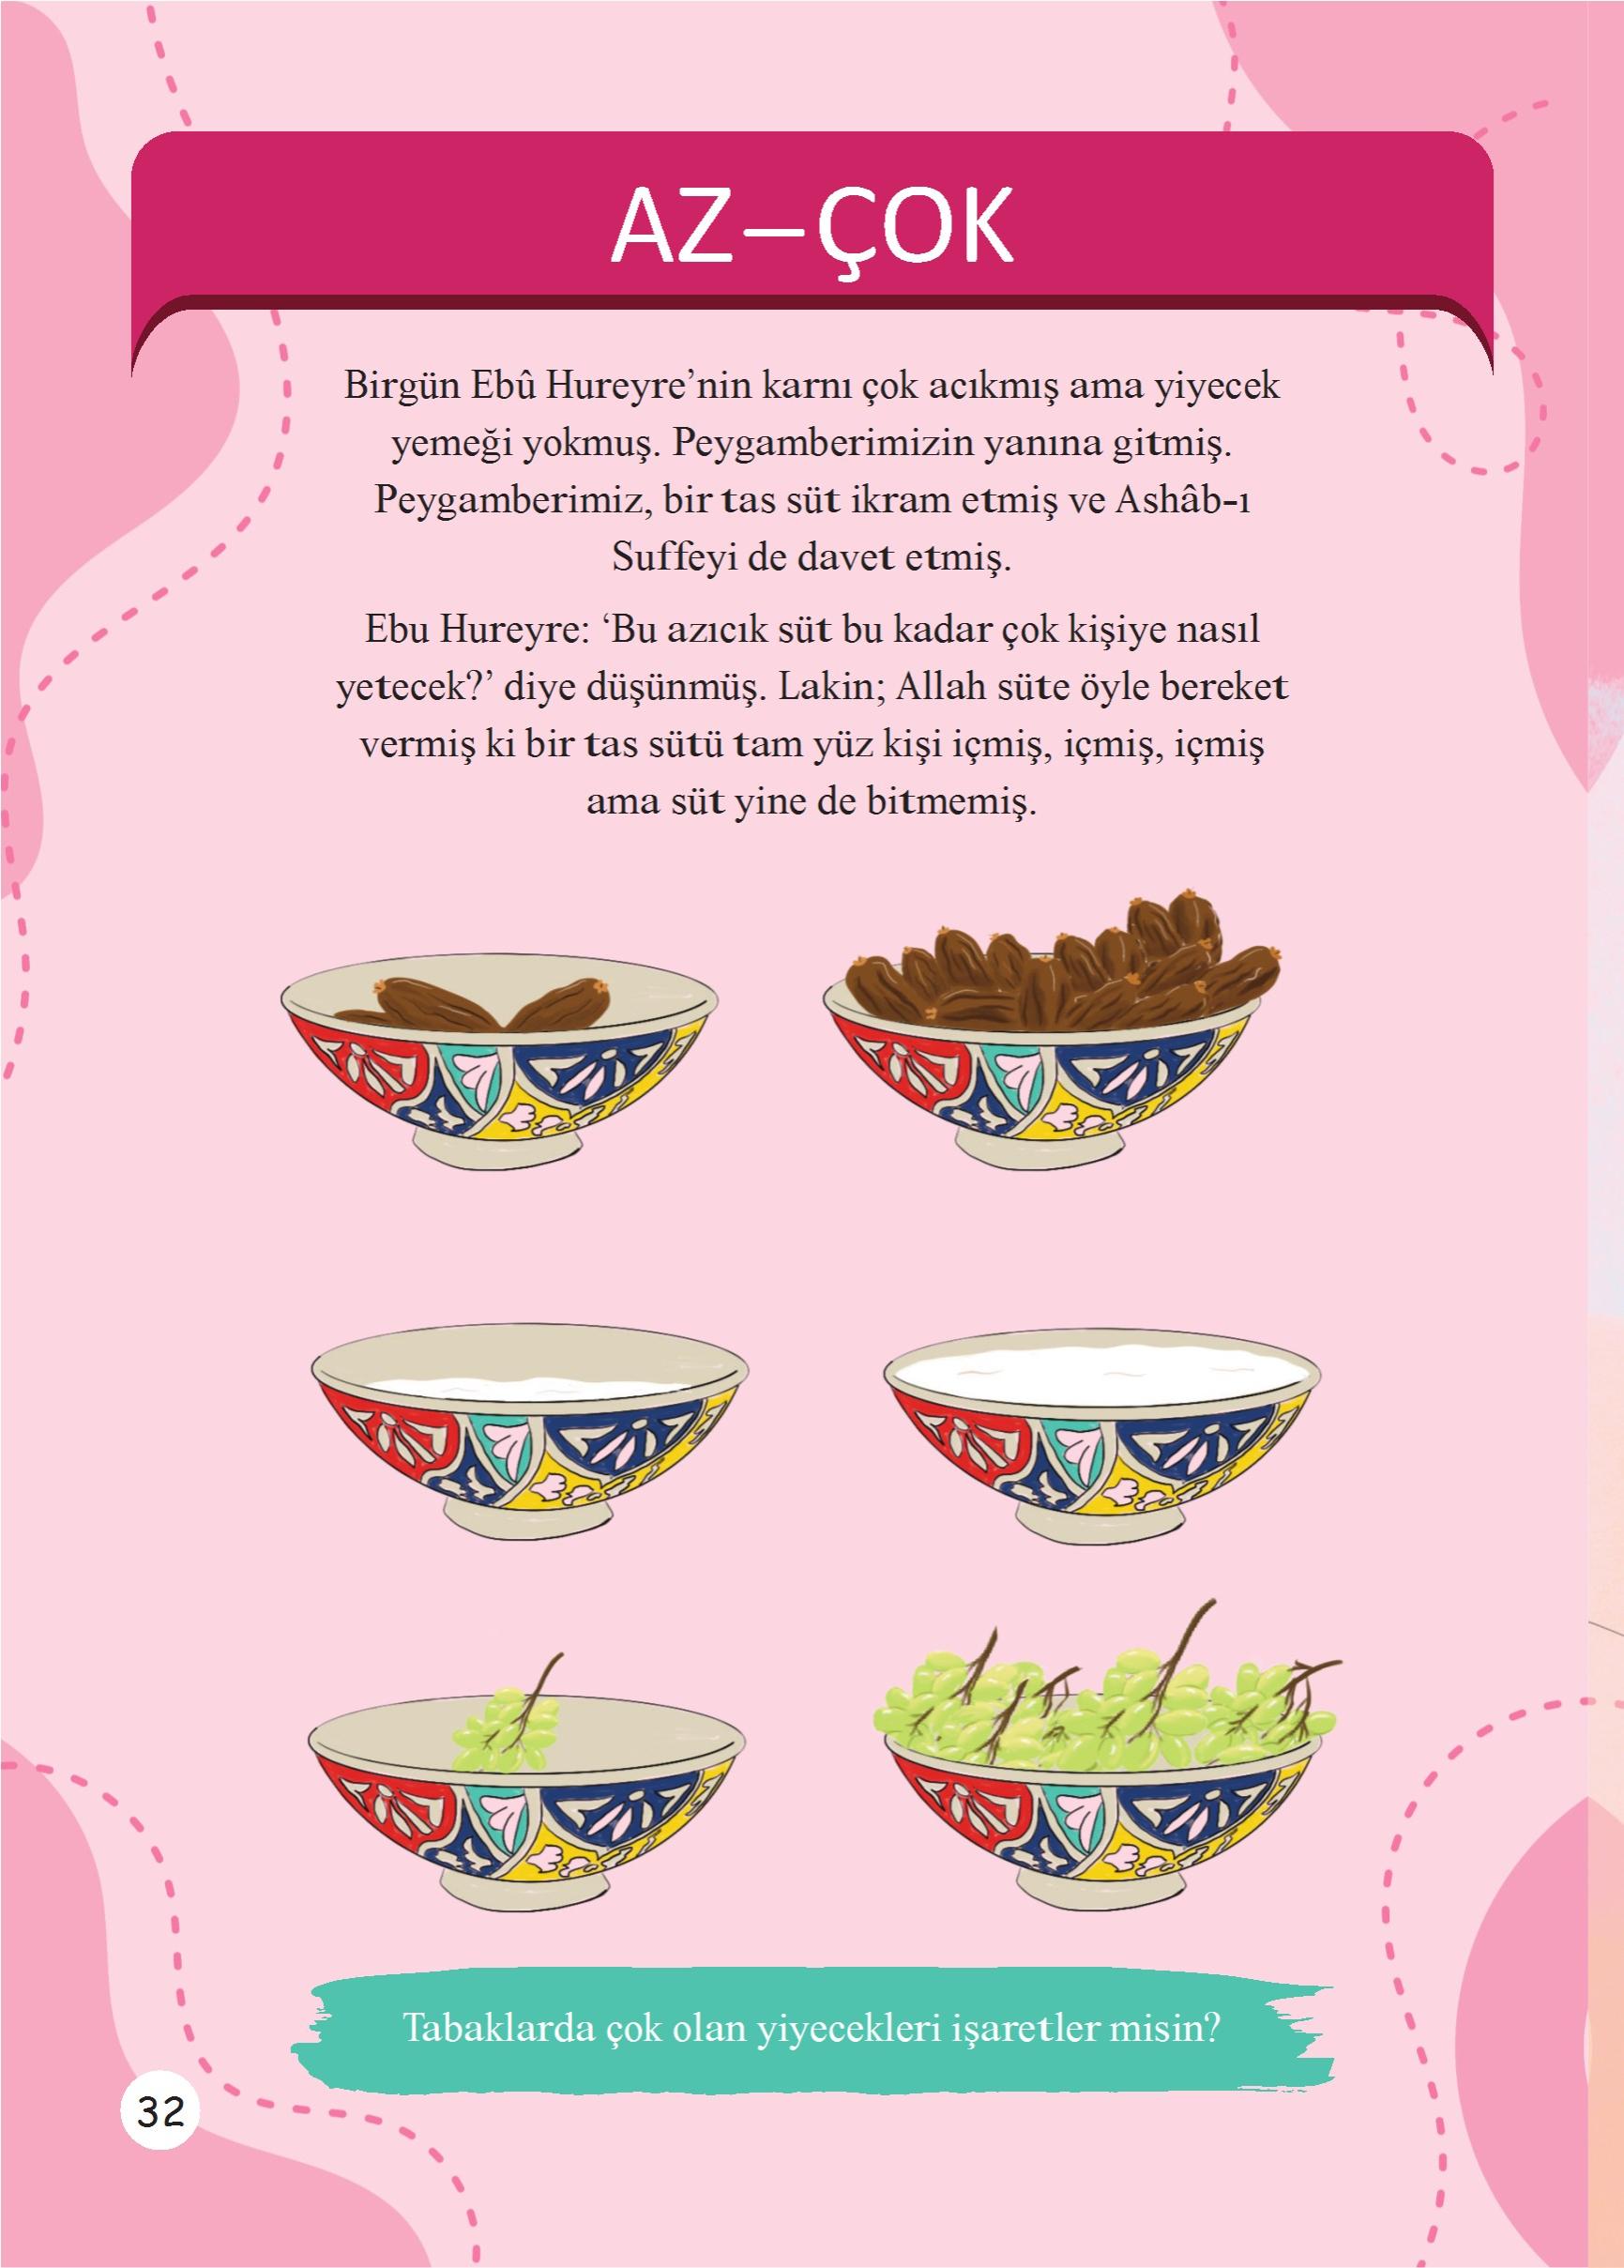 AZ–ÇOK
Birgün Ebû Hureyre’nin karnı çok acıkmış ama yiyecek
yemeği yokmuş. Peygamberimizin yanına gitmiş.
Peygamberimiz, bir tas süt ikram etmiş ve Ashâb-ı
Suffeyi de davet etmiş.
Ebu Hureyre: ‘Bu azıcık süt bu kadar çok kişiye nasıl
yetecek?’ diye düşünmüş. Lakin; Allah süte öyle bereket
vermiş ki bir tas sütü tam yüz kişi içmiş, içmiş, içmiş
ama süt yine de bitmemiş.
Tabaklarda çok olan yiyecekleri işaretler misin?
32